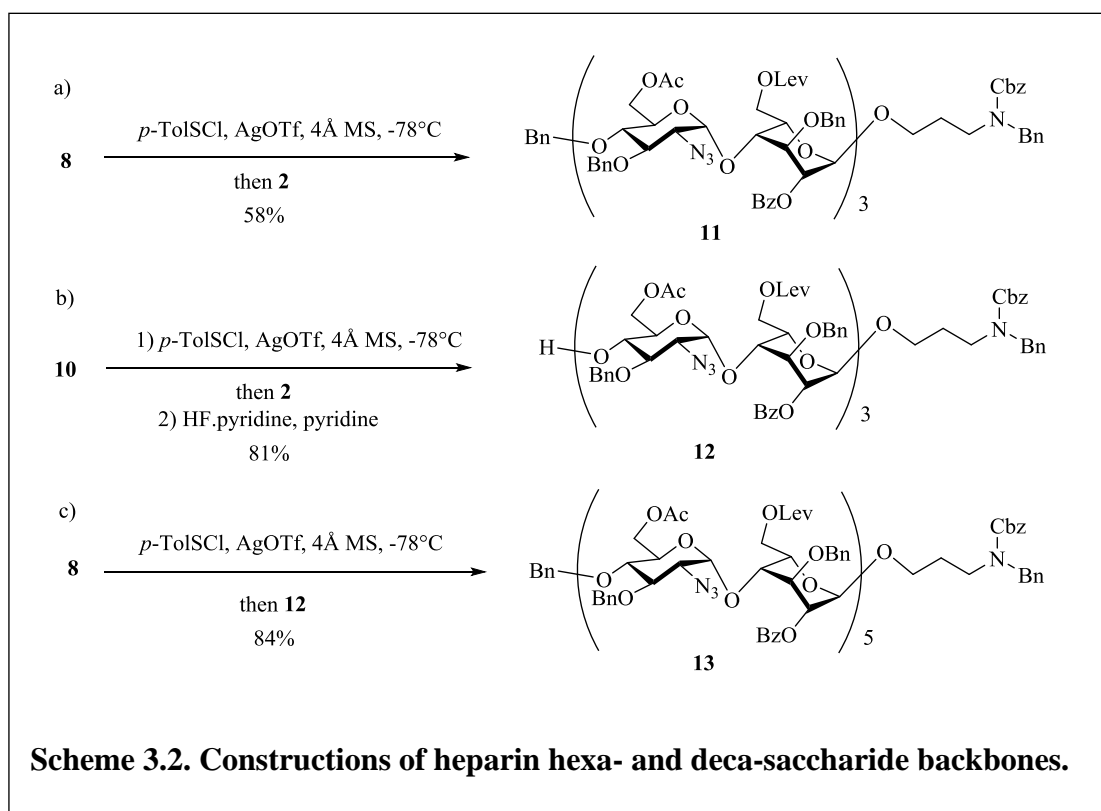 a)
p-TolSCl, AgOTf, 4Å MS, -78°C
8
then 2
58%
OAc
O
Bn
O
BnO
N3
O
OLev
OBn
O
BzO
3
O
Cbz
N
Bn
11
b)
1) p-TolSCl, AgOTf, 4Å MS, -78°C
10
then 2
2) HF.pyridine, pyridine
81%
OAc
O
H
O
BnO
N3
O
OLev
OBn
O
BzO
3
O
Cbz
N
Bn
12
c)
p-TolSCl, AgOTf, 4Å MS, -78°C
8
then 12
84%
OAc
O
Bn
O
BnO
N3
O
OLev
OBn
O
BzO
5
O
Cbz
N
Bn
13
Scheme 3.2. Constructions of heparin hexa- and deca-saccharide backbones.